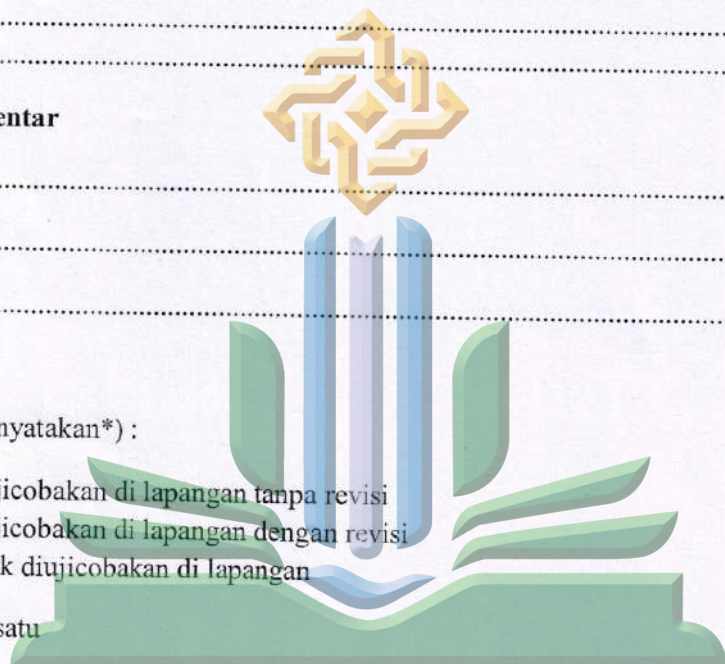 entar
nyatakan*) :
jicobakan di lapangan tanpa revisi
jicobakan di lapangan dengan revisi
k diujicobakan di lapangan
satu